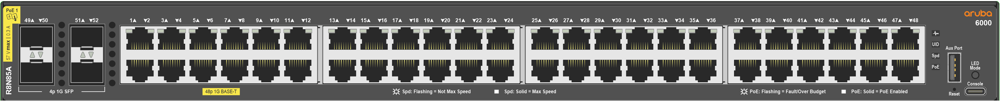 PoE 1
4
57 V max | 0.3 A
R8N85A
49▲ ▼50
51▲ ▼52
4p 1G SFP
1▲ ▼2 3▲ ▼4 5▲ ▼6 7▲ ▼8 9▲ ▼10 11▲ ▼12
13▲ ▼14 15▲ ▼16 17▲ ▼18 19▲ ▼20 21▲ ▼22 23▲ ▼24
25▲ ▼26 27▲ ▼28 29▲ ▼30 31▲ ▼32 33▲ ▼34 35▲ ▼36
37▲ ▼38 39▲ ▼40 41▲ ▼42 43▲ ▼44 45▲ ▼46 47▲ ▼48
48p 1G BASE-T
Spd: Flashing = Not Max Speed
Spd: Solid = Max Speed
PoE: Flashing = Fault/Over Budget
PoE: Solid = PoE Enabled
aruba
6000
UID
Spd
PoE
Aux Port
LED
Mode
Console
Reset